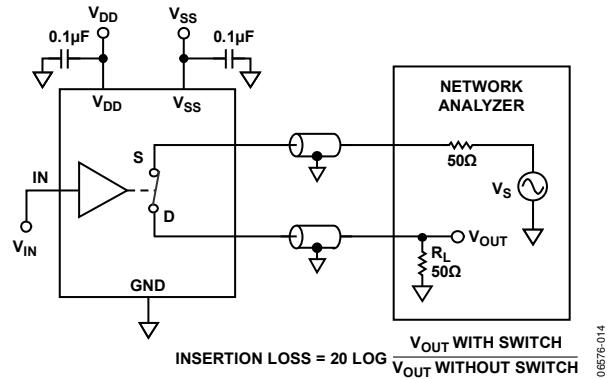 VDD
VSS
0.1µF
0.1µF
VDD
VSS
NETWORK
ANALYZER
S
50Ω
IN
VS
D
VOUT
VIN
RL
50Ω
GND
INSERTION LOSS = 20 LOG VOUT WITH SWITCH
VOUT WITHOUT SWITCH
06576-014